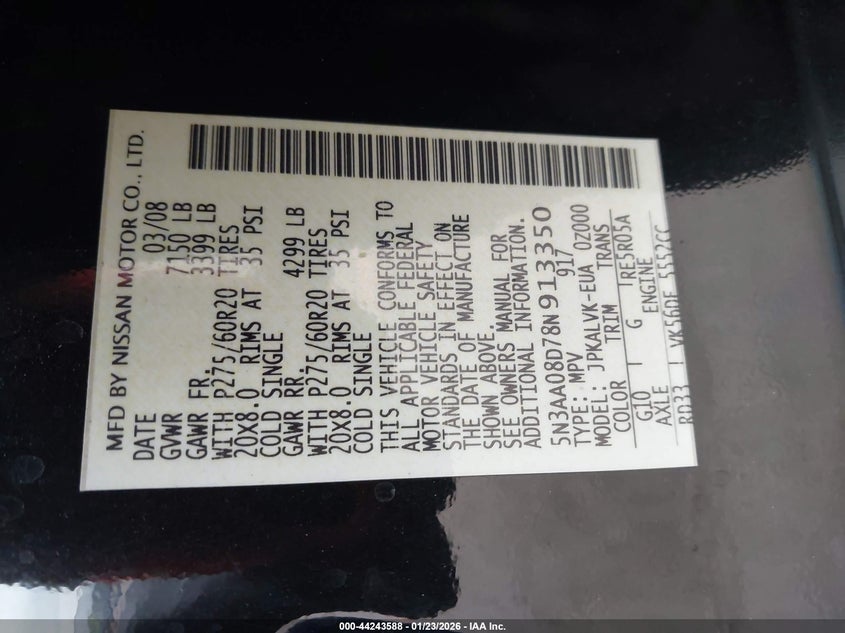 MFD BY NISSAN MOTOR CO., LTD.
DATE 03/08
GVWR 7150 LB
GAWR FR. 3399 LB
WITH P275/60R20 TIRES
20X8.0 RIMS AT 35 PSI
COLD SINGLE
GAWR RR. 4299 LB
WITH P275/60R20 TIRES
20X8.0 RIMS AT 35 PSI
COLD SINGLE
THIS VEHICLE CONFORMS TO
ALL APPLICABLE FEDERAL
MOTOR VEHICLE SAFETY
STANDARDS IN EFFECT ON
THE DATE OF MANUFACTURE
SHOWN ABOVE.
SEE OWNERS MANUAL FOR
ADDITIONAL INFORMATION.
5N3AA08D78N913350
TYPE: MPV 917
MODEL: JPKALVK-EUA 02000
COLOR TRIM TRANS
G10 G RE5R05A
AXLE ENGINE
RD33 VK56DE 5552CC
000-44243588 - 01/23/2026 - IAA Inc.